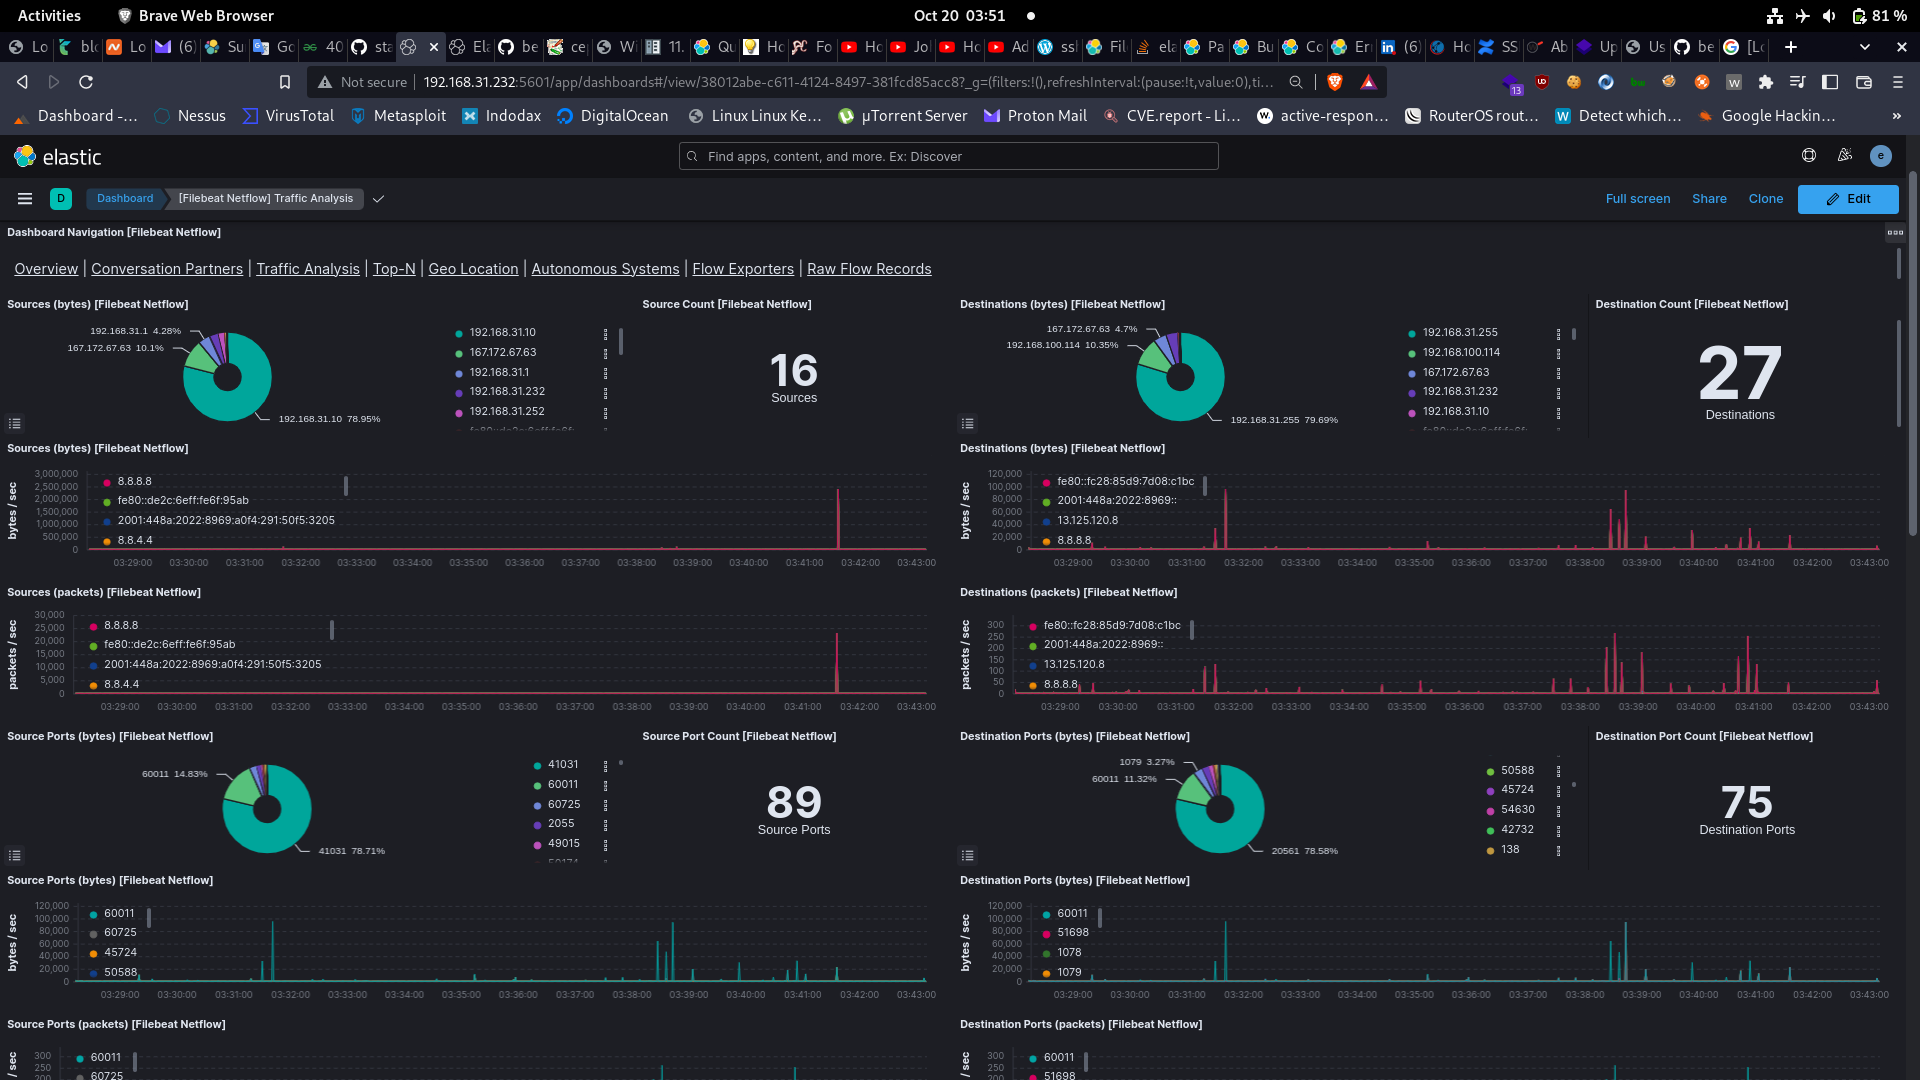 Activities
Brave Web Browser
Oct 20 03:51
81 %
Not secure
192.168.31.232:5601/app/dashboards#/view/38012abe-c611-4124-8497-381fcd85acc8?_g=(filters:!(),refreshInterval:(pause:!t,value:0),ti…
13
Dashboard -…
Nessus
VirusTotal
Metasploit
Indodax
DigitalOcean
Linux Linux Ke…
µTorrent Server
Proton Mail
CVE.report - Li…
active-respon…
RouterOS rout…
Detect which…
Google Hackin…
»
elastic
Find apps, content, and more. Ex: Discover
e
D
Dashboard
[Filebeat Netflow] Traffic Analysis
Full screen
Share
Clone
Edit
Dashboard Navigation [Filebeat Netflow]
Overview | Conversation Partners | Traffic Analysis | Top-N | Geo Location | Autonomous Systems | Flow Exporters | Raw Flow Records
Sources (bytes) [Filebeat Netflow]
192.168.31.1 4.28%
167.172.67.63 10.1%
192.168.31.10 78.95%
192.168.31.10
167.172.67.63
192.168.31.1
192.168.31.232
192.168.31.252
Source Count [Filebeat Netflow]
16
Sources
Destinations (bytes) [Filebeat Netflow]
167.172.67.63 4.7%
192.168.100.114 10.35%
192.168.31.255 79.69%
192.168.31.255
192.168.100.114
167.172.67.63
192.168.31.232
192.168.31.10
Destination Count [Filebeat Netflow]
27
Destinations
Sources (bytes) [Filebeat Netflow]
bytes / sec
3,000,000
2,500,000
2,000,000
1,500,000
1,000,000
500,000
0
8.8.8.8
fe80::de2c:6eff:fe6f:95ab
2001:448a:2022:8969:a0f4:291:50f5:3205
8.8.4.4
03:29:00 03:30:00 03:31:00 03:32:00 03:33:00 03:34:00 03:35:00 03:36:00 03:37:00 03:38:00 03:39:00 03:40:00 03:41:00 03:42:00 03:43:00
Destinations (bytes) [Filebeat Netflow]
bytes / sec
120,000
100,000
80,000
60,000
40,000
20,000
0
fe80::fc28:85d9:7d08:c1bc
2001:448a:2022:8969::
13.125.120.8
8.8.8.8
03:29:00 03:30:00 03:31:00 03:32:00 03:33:00 03:34:00 03:35:00 03:36:00 03:37:00 03:38:00 03:39:00 03:40:00 03:41:00 03:42:00 03:43:00
Sources (packets) [Filebeat Netflow]
packets / sec
30,000
25,000
20,000
15,000
10,000
5,000
0
8.8.8.8
fe80::de2c:6eff:fe6f:95ab
2001:448a:2022:8969:a0f4:291:50f5:3205
8.8.4.4
03:29:00 03:30:00 03:31:00 03:32:00 03:33:00 03:34:00 03:35:00 03:36:00 03:37:00 03:38:00 03:39:00 03:40:00 03:41:00 03:42:00 03:43:00
Destinations (packets) [Filebeat Netflow]
packets / sec
300
250
200
150
100
50
0
fe80::fc28:85d9:7d08:c1bc
2001:448a:2022:8969::
13.125.120.8
8.8.8.8
03:29:00 03:30:00 03:31:00 03:32:00 03:33:00 03:34:00 03:35:00 03:36:00 03:37:00 03:38:00 03:39:00 03:40:00 03:41:00 03:42:00 03:43:00
Source Ports (bytes) [Filebeat Netflow]
60011 14.83%
41031 78.71%
41031
60011
60725
2055
49015
Source Port Count [Filebeat Netflow]
89
Source Ports
Destination Ports (bytes) [Filebeat Netflow]
1079 3.27%
60011 11.32%
20561 78.58%
50588
45724
54630
42732
138
Destination Port Count [Filebeat Netflow]
75
Destination Ports
Source Ports (bytes) [Filebeat Netflow]
bytes / sec
120,000
100,000
80,000
60,000
40,000
20,000
0
60011
60725
45724
50588
03:29:00 03:30:00 03:31:00 03:32:00 03:33:00 03:34:00 03:35:00 03:36:00 03:37:00 03:38:00 03:39:00 03:40:00 03:41:00 03:42:00 03:43:00
Destination Ports (bytes) [Filebeat Netflow]
bytes / sec
120,000
100,000
80,000
60,000
40,000
20,000
0
60011
51698
1078
1079
03:29:00 03:30:00 03:31:00 03:32:00 03:33:00 03:34:00 03:35:00 03:36:00 03:37:00 03:38:00 03:39:00 03:40:00 03:41:00 03:42:00 03:43:00
Source Ports (packets) [Filebeat Netflow]
/ sec
300
250
200
60011
60725
Destination Ports (packets) [Filebeat Netflow]
/ sec
300
250
200
60011
51698